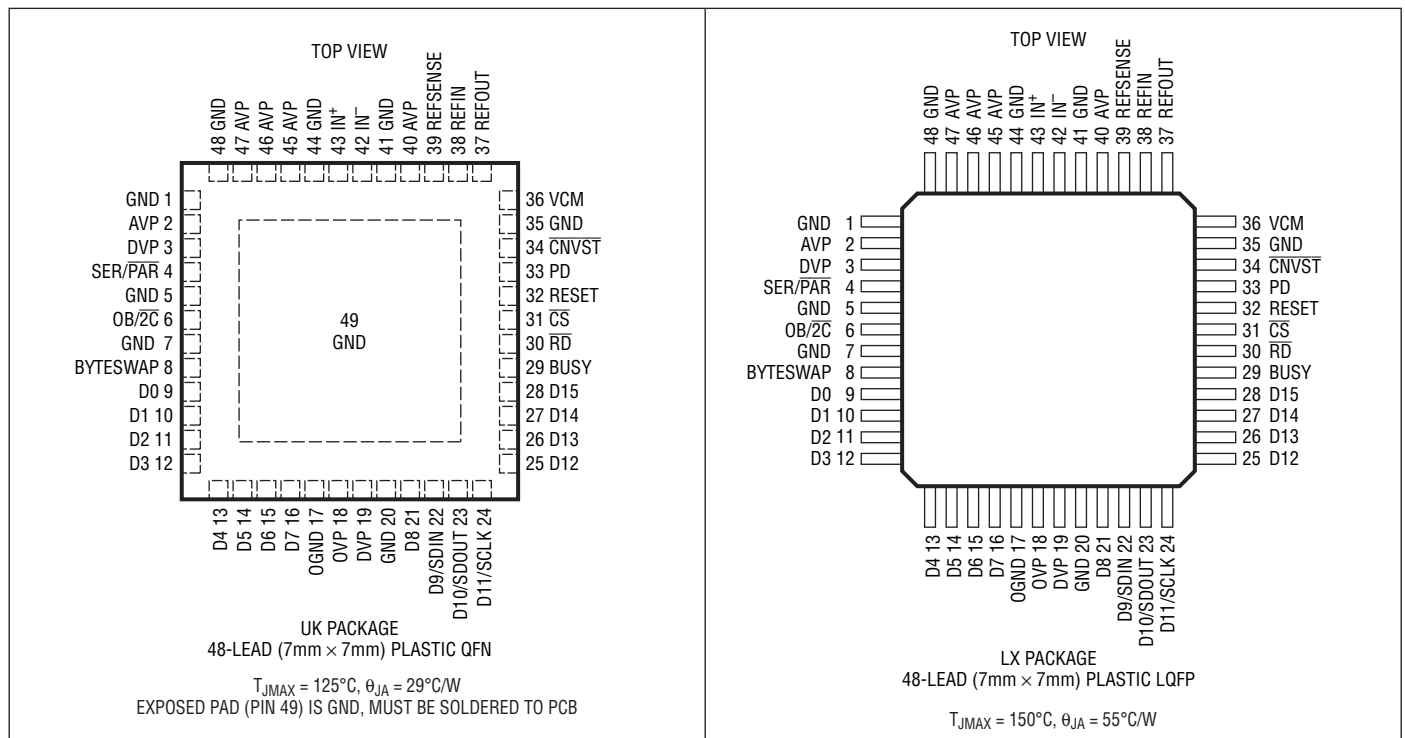 TOP VIEW
48 GND
47 AVP
46 AVP
45 AVP
44 GND
43 IN+
42 IN–
41 GND
40 AVP
39 REFSENSE
38 REFIN
37 REFOUT
GND 1
AVP 2
DVP 3
SER/PAR 4
GND 5
OB/2C 6
GND 7
BYTESWAP 8
D0 9
D1 10
D2 11
D3 12
49
GND
36 VCM
35 GND
34 CNVST
33 PD
32 RESET
31 CS
30 RD
29 BUSY
28 D15
27 D14
26 D13
25 D12
D4 13
D5 14
D6 15
D7 16
OGND 17
OVP 18
DVP 19
GND 20
D8 21
D9/SDIN 22
D10/SDOUT 23
D11/SCLK 24
UK PACKAGE
48-LEAD (7mm × 7mm) PLASTIC QFN
TJMAX = 125°C, θJA = 29°C/W
EXPOSED PAD (PIN 49) IS GND, MUST BE SOLDERED TO PCB
TOP VIEW
48 GND
47 AVP
46 AVP
45 AVP
44 GND
43 IN+
42 IN–
41 GND
40 AVP
39 REFSENSE
38 REFIN
37 REFOUT
GND 1
AVP 2
DVP 3
SER/PAR 4
GND 5
OB/2C 6
GND 7
BYTESWAP 8
D0 9
D1 10
D2 11
D3 12
36 VCM
35 GND
34 CNVST
33 PD
32 RESET
31 CS
30 RD
29 BUSY
28 D15
27 D14
26 D13
25 D12
D4 13
D5 14
D6 15
D7 16
OGND 17
OVP 18
DVP 19
GND 20
D8 21
D9/SDIN 22
D10/SDOUT 23
D11/SCLK 24
LX PACKAGE
48-LEAD (7mm × 7mm) PLASTIC LQFP
TJMAX = 150°C, θJA = 55°C/W